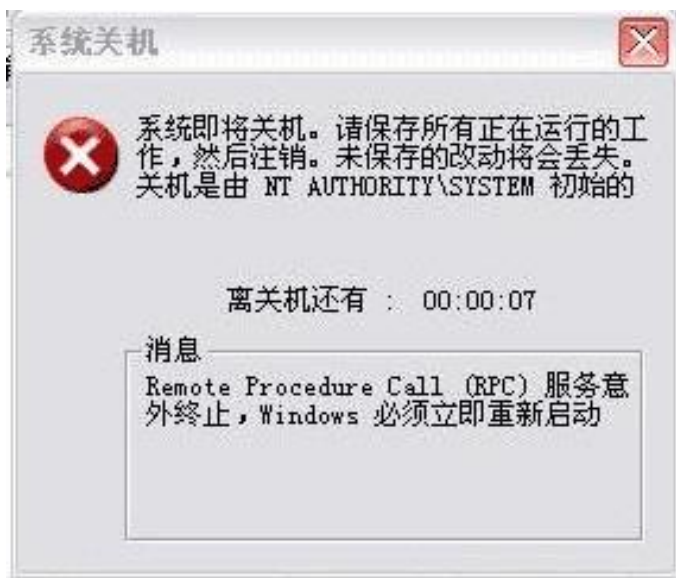 系统关机
系统即将关机。请保存所有正在运行的工
作，然后注销。未保存的改动将会丢失。
关机是由 NT AUTHORITY\SYSTEM 初始的
离关机还有 : 00:00:07
消息
Remote Procedure Call (RPC) 服务意
外终止，Windows 必须立即重新启动